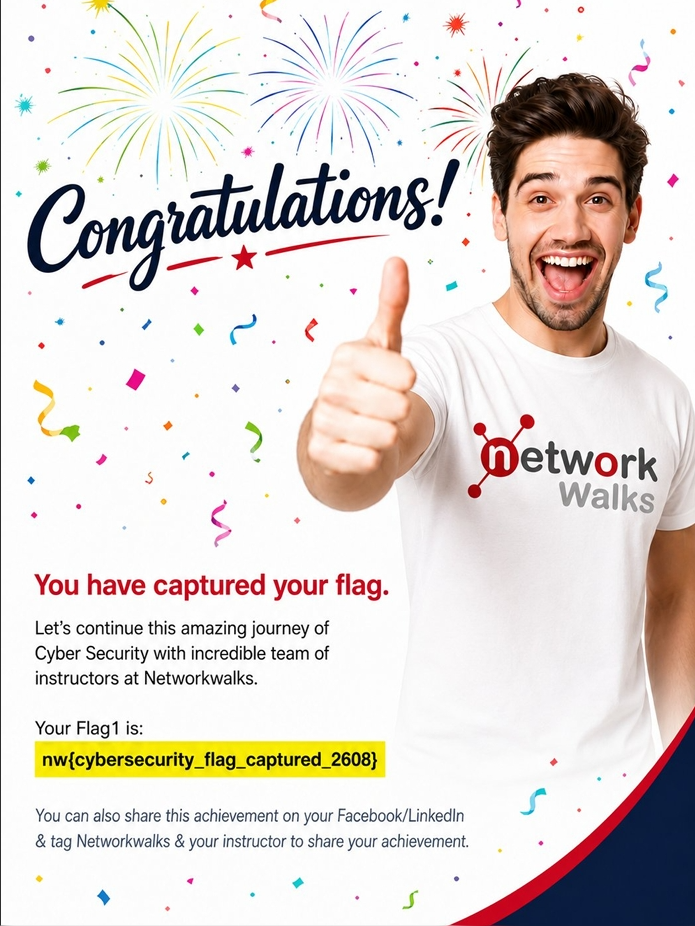 Congratulations!
network
Walks
You have captured your flag.
Let’s continue this amazing journey of
Cyber Security with incredible team of
instructors at Networkwalks.
Your Flag1 is:
nw{cybersecurity_flag_captured_2608}
You can also share this achievement on your Facebook/LinkedIn
& tag Networkwalks & your instructor to share your achievement.